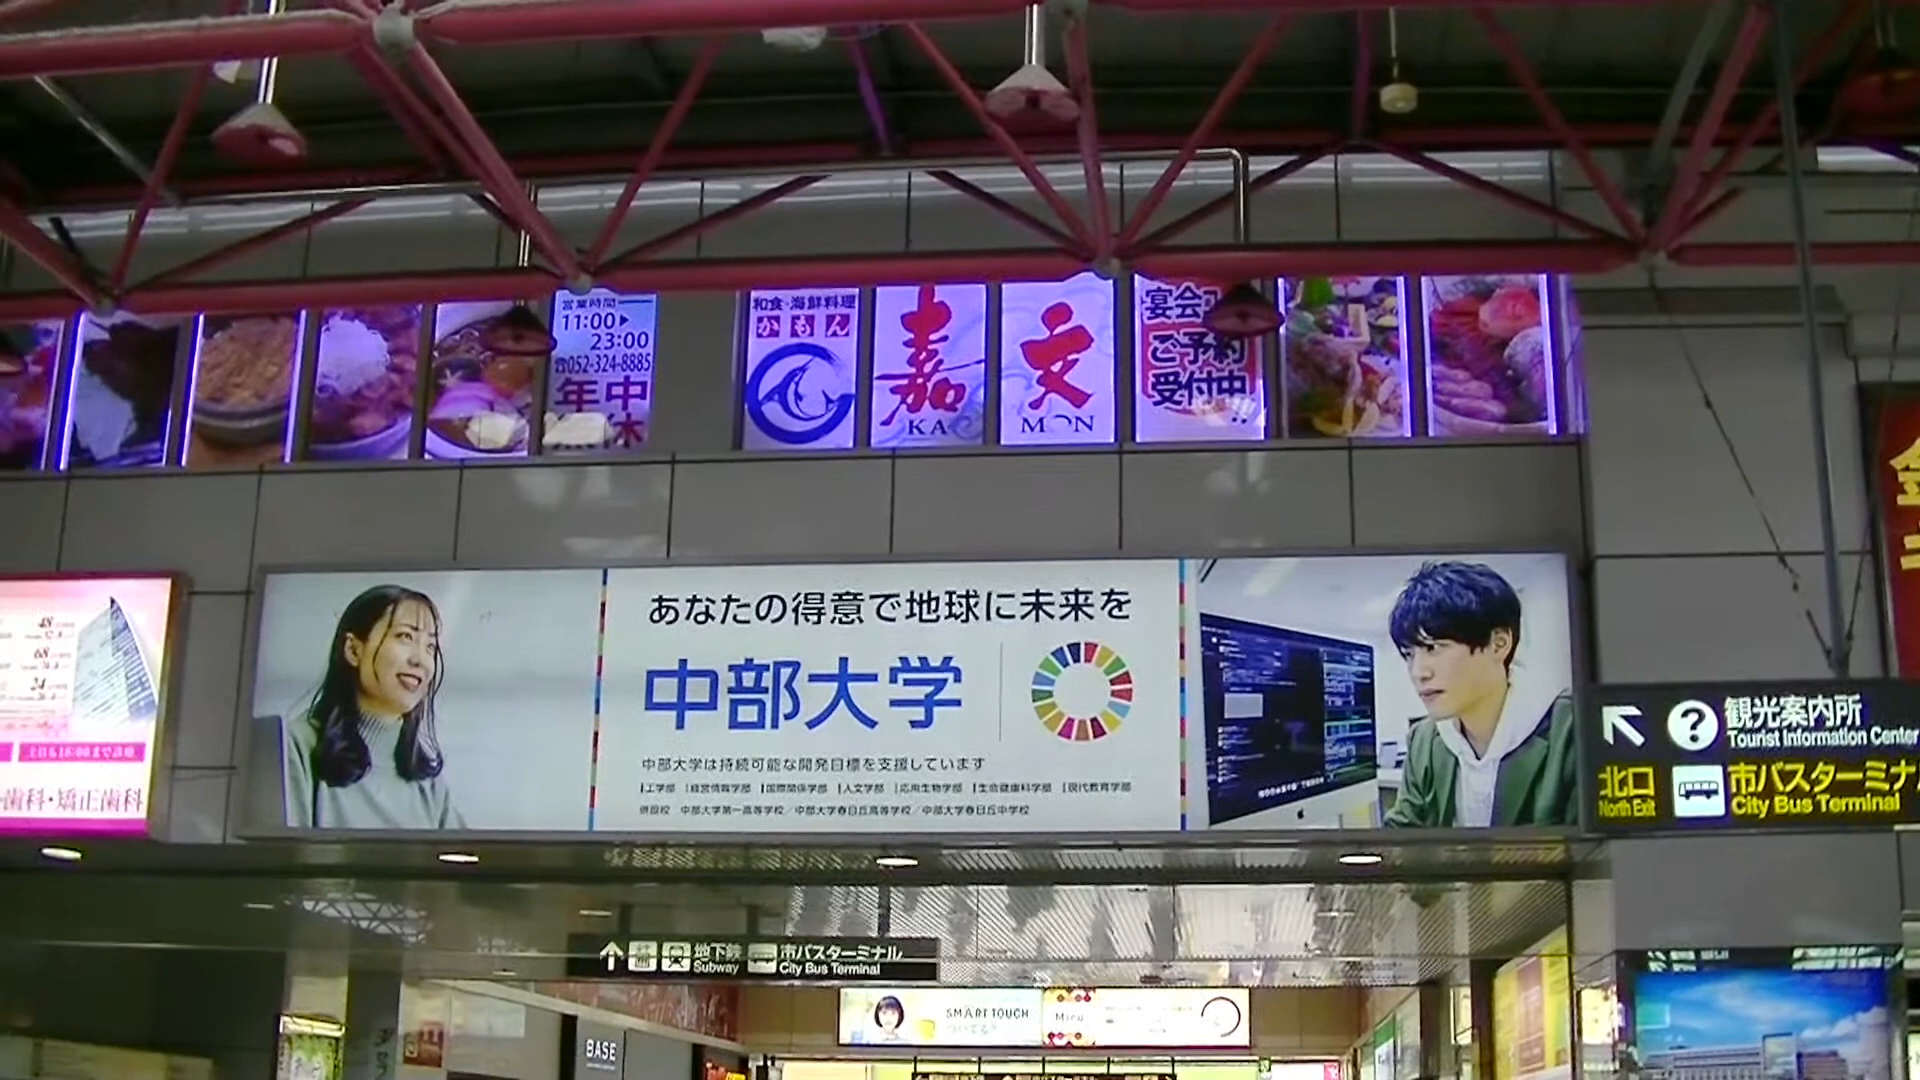 営業時間
11:00▶
23:00
☎052-324-8885
年中
和食・海鮮料理
かもん
嘉
KA
文
MON
宴会
ご予約
受付中
!!
あなたの得意で地球に未来を
中部大学
中部大学は持続可能な開発目標を支援しています
工学部 経営情報学部 国際関係学部 人文学部 応用生物学部 生命健康科学部 現代教育学部
併設校 中部大学第一高等学校/中部大学春日丘高等学校/中部大学春日丘中学校
歯科・矯正歯科
観光案内所
Tourist Information Center
北口
North Exit
市バスターミナル
City Bus Terminal
地下鉄
Subway
市バスターミナル
City Bus Terminal
SMART TOUCH
BASE